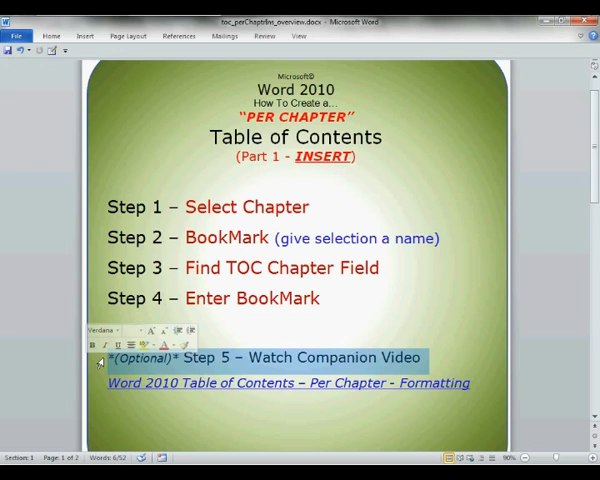 toc_perChaptrIns_overview.docx - Microsoft Word
File Home Insert Page Layout References Mailings Review View
Microsoft©
Word 2010
How To Create a...
“PER CHAPTER”
Table of Contents
(Part 1 - INSERT)
Step 1 – Select Chapter
Step 2 – BookMark (give selection a name)
Step 3 – Find TOC Chapter Field
Step 4 – Enter BookMark
Verdana
B I U
*(Optional)* Step 5 – Watch Companion Video
Word 2010 Table of Contents – Per Chapter - Formatting
Section: 1 Page: 1 of 2 Words: 6/52 90%